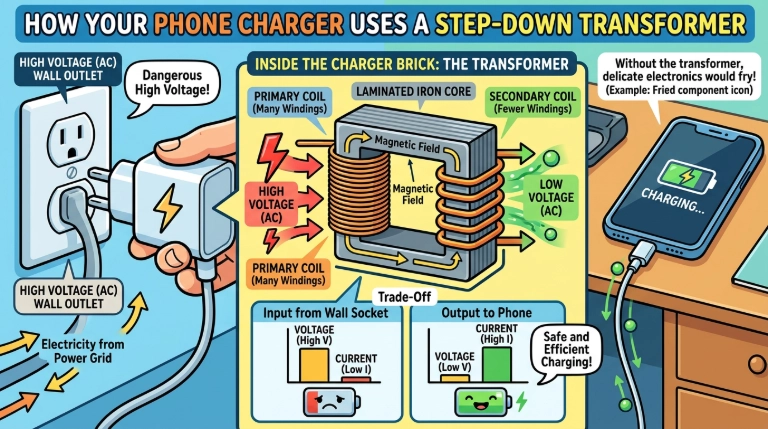 HOW YOUR PHONE CHARGER USES A STEP-DOWN TRANSFORMER
HIGH VOLTAGE (AC)
WALL OUTLET
Dangerous
High Voltage!
HIGH VOLTAGE (AC)
WALL OUTLET
Electricity from
Power Grid
INSIDE THE CHARGER BRICK: THE TRANSFORMER
PRIMARY COIL
(Many Windings)
LAMINATED IRON CORE
SECONDARY COIL
(Fewer Windings)
Magnetic Field
Magnetic
Field
HIGH
VOLTAGE
(AC)
LOW
VOLTAGE
(AC)
PRIMARY COIL
(Many Windings)
Trade-Off
Input from Wall Socket
VOLTAGE
(High V)
CURRENT
(Low I)
Output to Phone
VOLTAGE
(Low V)
CURRENT
(High I)
Safe and
Efficient
Charging!
Without the transformer,
delicate electronics would fry!
(Example: Fried component icon)
CHARGING...